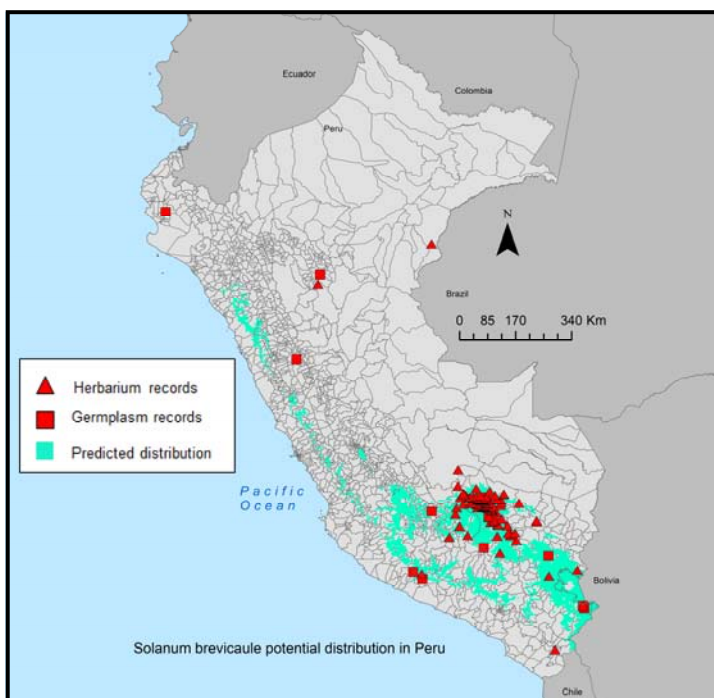 Ecuador
Colombia
Peru
N
Brazil
0 85 170 340 Km
Herbarium records
Germplasm records
Predicted distribution
Pacific
Ocean
Bolivia
Solanum brevicaule potential distribution in Peru
Chile